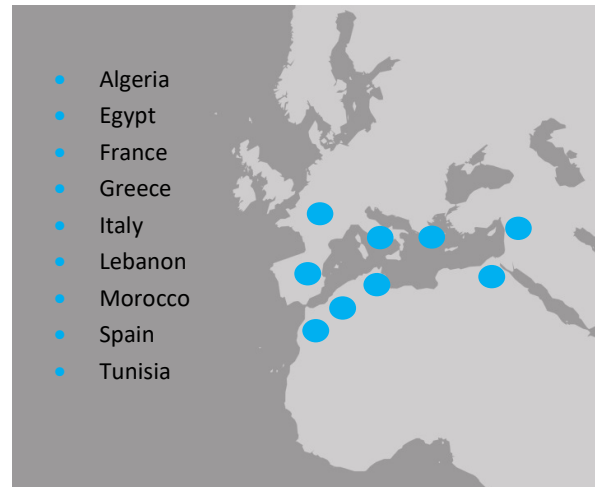 Algeria
Egypt
France
Greece
Italy
Lebanon
Morocco
Spain
Tunisia